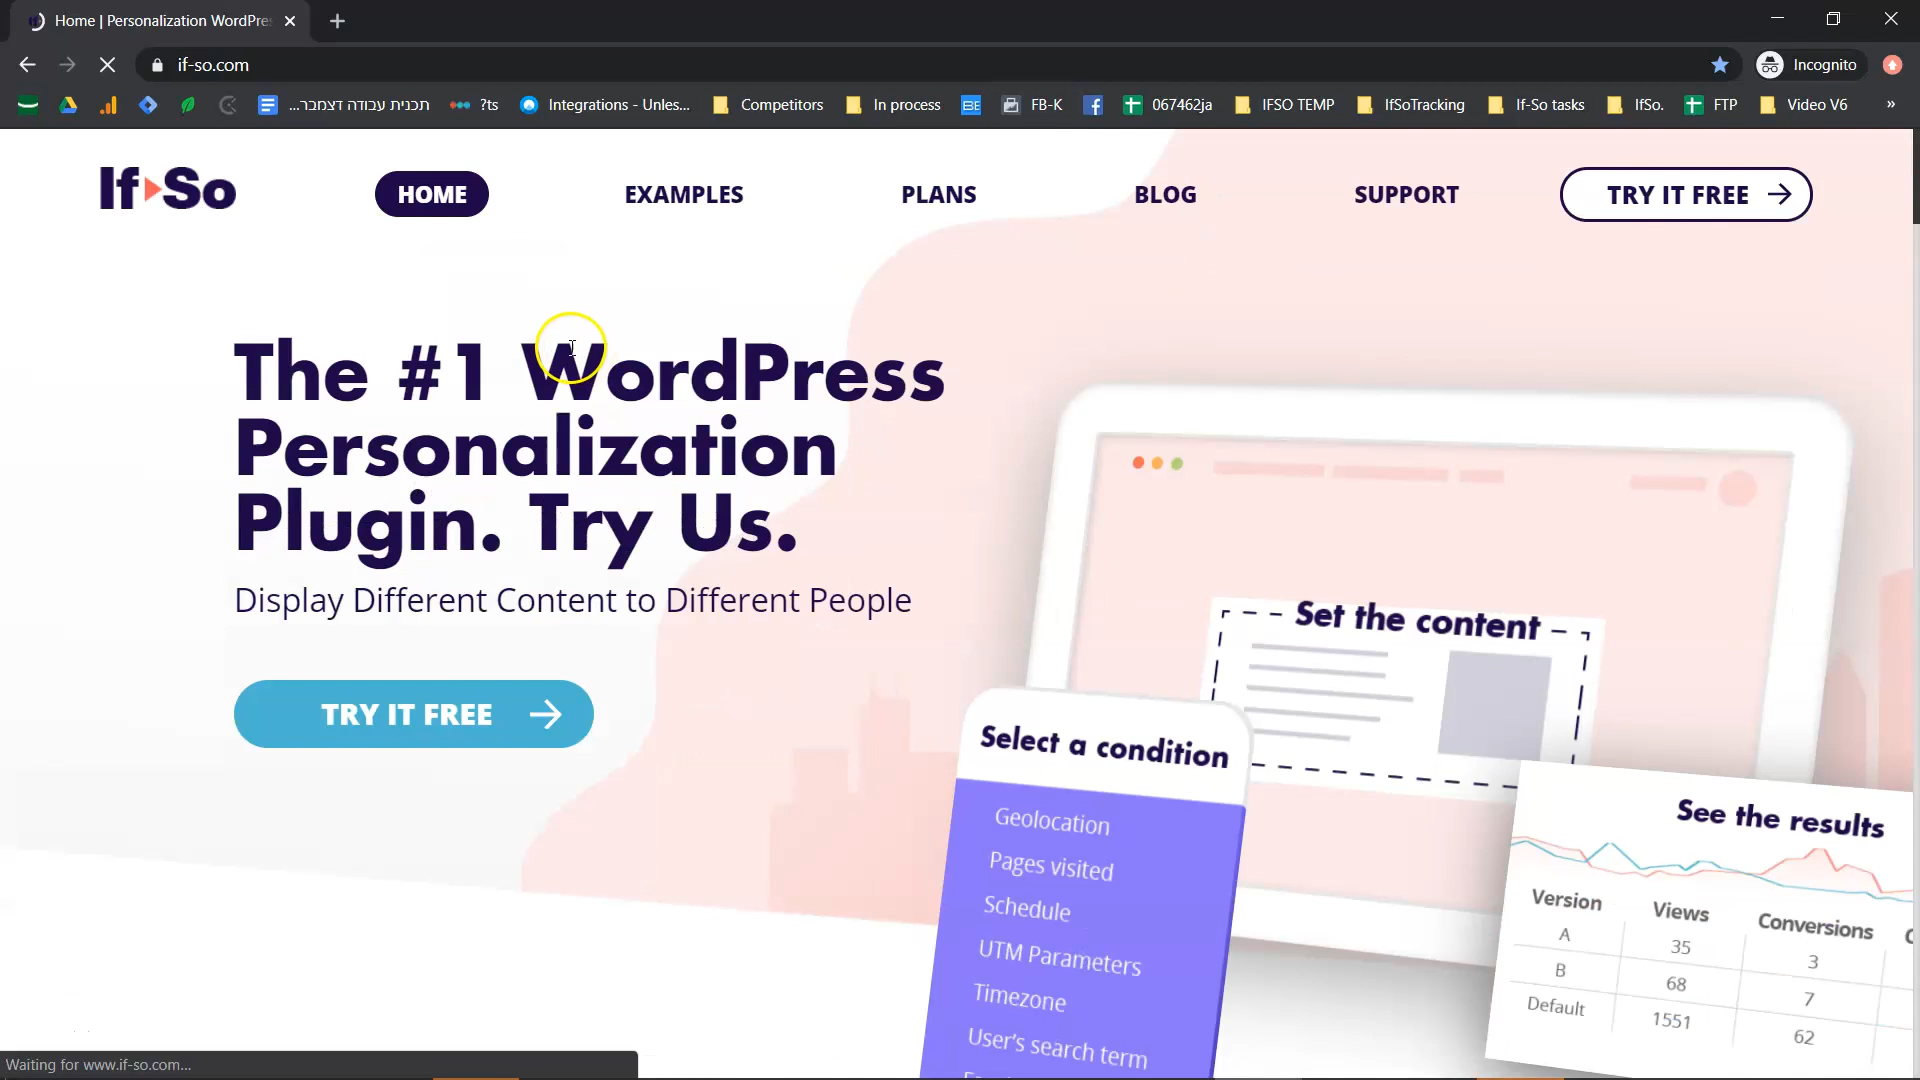 Home | Personalization WordPre
if-so.com
Incognito
תכנית עבודה דצמבר...
?ts
Integrations - Unles...
Competitors
In process
BE
FB-K
067462ja
IFSO TEMP
IfSoTracking
If-So tasks
IfSo.
FTP
Video V6
»
If So
HOME
EXAMPLES
PLANS
BLOG
SUPPORT
TRY IT FREE
The #1 WordPress
Personalization
Plugin. Try Us.
Display Different Content to Different People
TRY IT FREE
Set the content
Select a condition
Geolocation
Pages visited
Schedule
UTM Parameters
Timezone
User's search term
See the results
Version Views Conversions
A 35 3
B 68 7
Default 1551 62
Waiting for www.if-so.com...